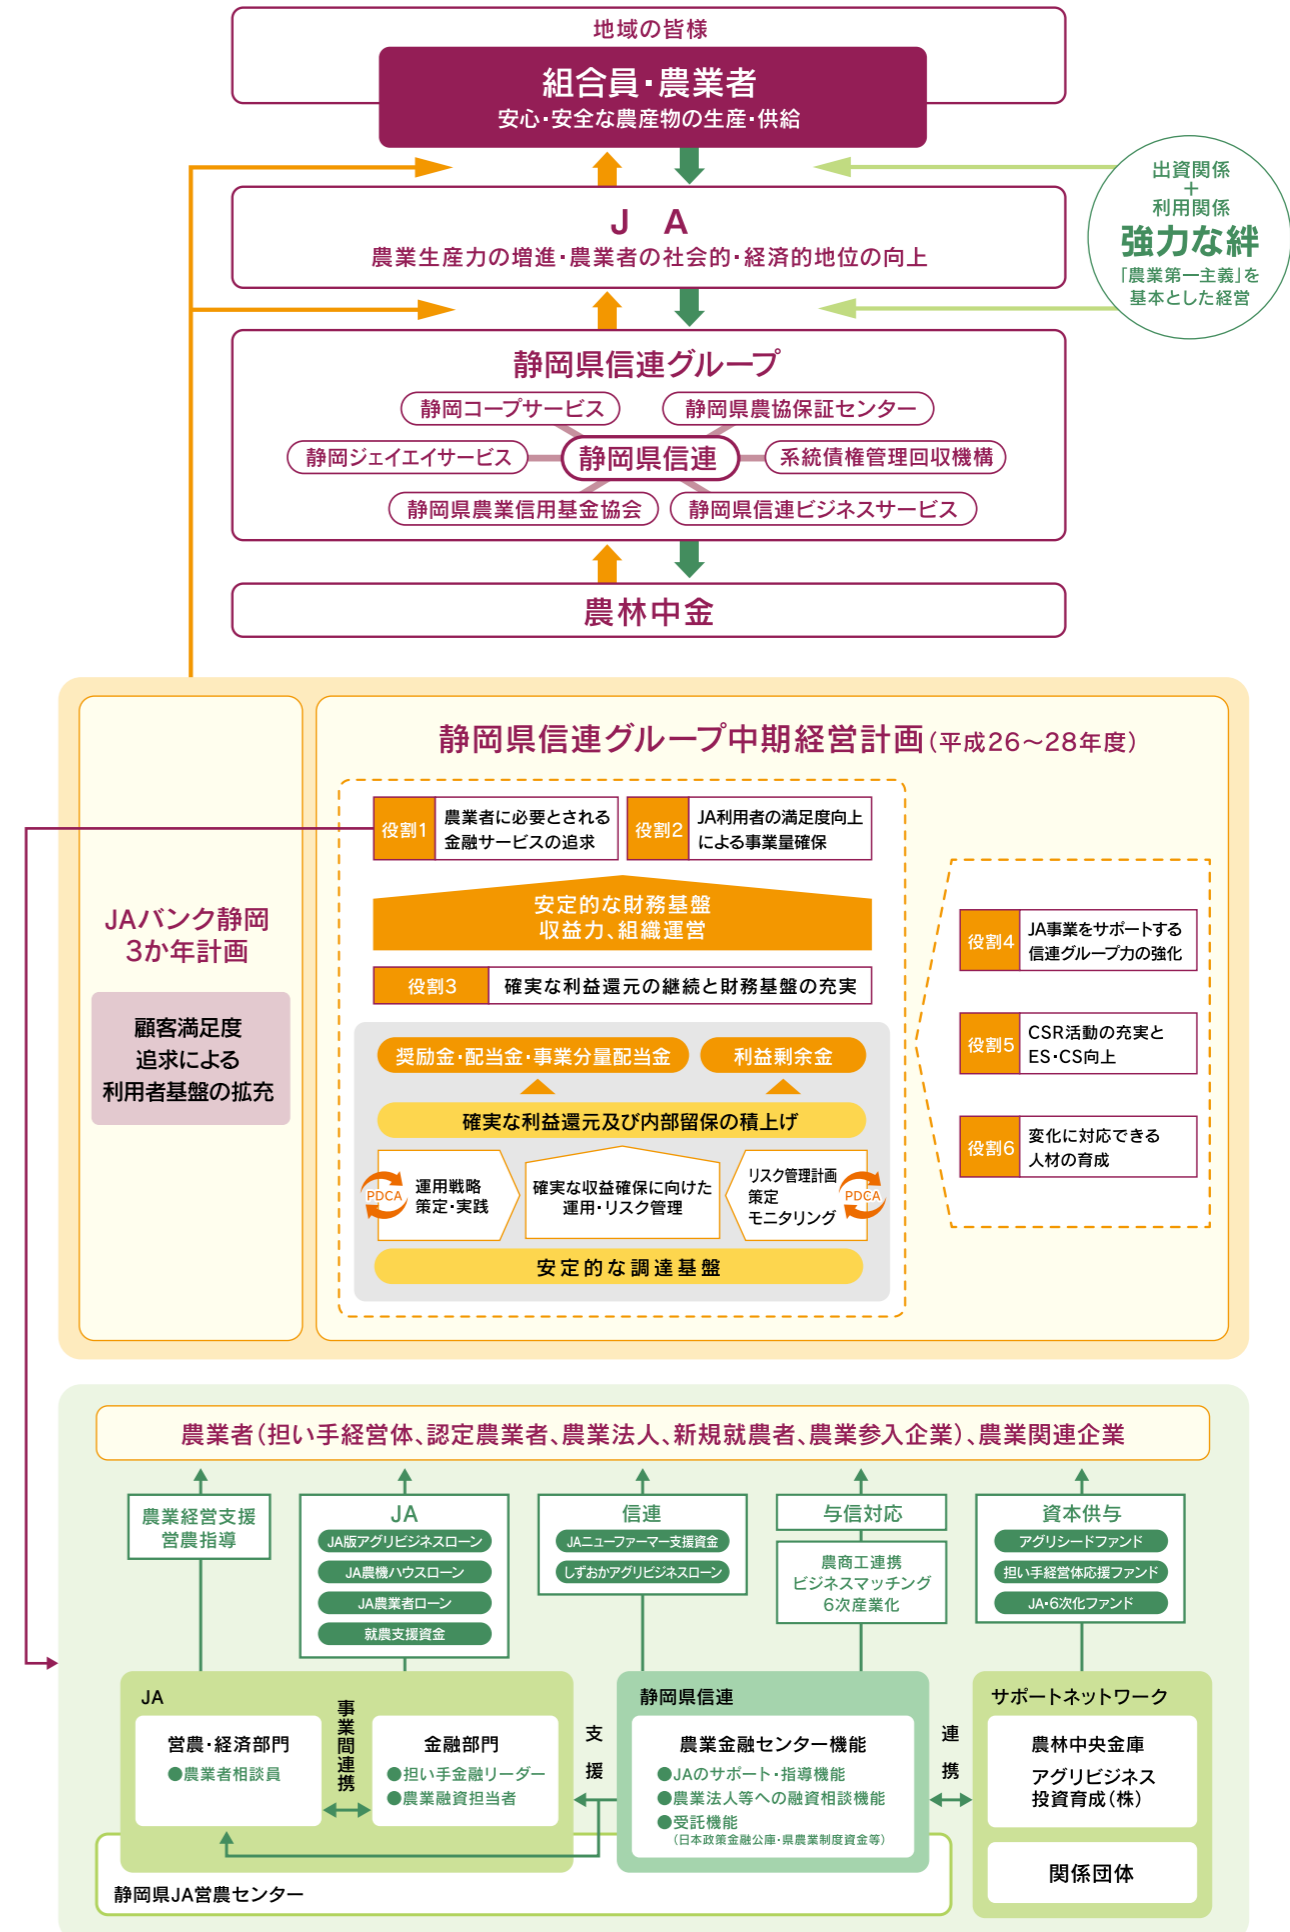 地域の皆様
組合員・農業者
安心・安全な農産物の生産・供給
出資関係
＋
利用関係
強力な絆
「農業第一主義」を
基本とした経営
J A
農業生産力の増進・農業者の社会的・経済的地位の向上
静岡県信連グループ
静岡コープサービス
静岡県農協保証センター
静岡ジェイエイサービス
静岡県信連
系統債権管理回収機構
静岡県農業信用基金協会
静岡県信連ビジネスサービス
農林中金
JAバンク静岡
3か年計画
顧客満足度
追求による
利用者基盤の拡充
静岡県信連グループ中期経営計画（平成26～28年度）
役割1
農業者に必要とされる
金融サービスの追求
役割2
JA利用者の満足度向上
による事業量確保
安定的な財務基盤
収益力、組織運営
役割3
確実な利益還元の継続と財務基盤の充実
奨励金・配当金・事業分量配当金
利益剰余金
確実な利益還元及び内部留保の積上げ
PDCA
運用戦略
策定・実践
確実な収益確保に向けた
運用・リスク管理
リスク管理計画
策定
モニタリング
PDCA
安定的な調達基盤
役割4
JA事業をサポートする
信連グループ力の強化
役割5
CSR活動の充実と
ES・CS向上
役割6
変化に対応できる
人材の育成
農業者（担い手経営体、認定農業者、農業法人、新規就農者、農業参入企業）、農業関連企業
農業経営支援
営農指導
JA
JA版アグリビジネスローン
JA農機ハウスローン
JA農業者ローン
就農支援資金
信連
JAニューファーマー支援資金
しずおかアグリビジネスローン
与信対応
農商工連携
ビジネスマッチング
6次産業化
資本供与
アグリシードファンド
担い手経営体応援ファンド
JA・6次化ファンド
JA
営農・経済部門
●農業者相談員
事業間連携
金融部門
●担い手金融リーダー
●農業融資担当者
支援
静岡県信連
農業金融センター機能
●JAのサポート・指導機能
●農業法人等への融資相談機能
●受託機能
（日本政策金融公庫・県農業制度資金等）
連携
サポートネットワーク
農林中央金庫
アグリビジネス
投資育成（株）
関係団体
静岡県JA営農センター